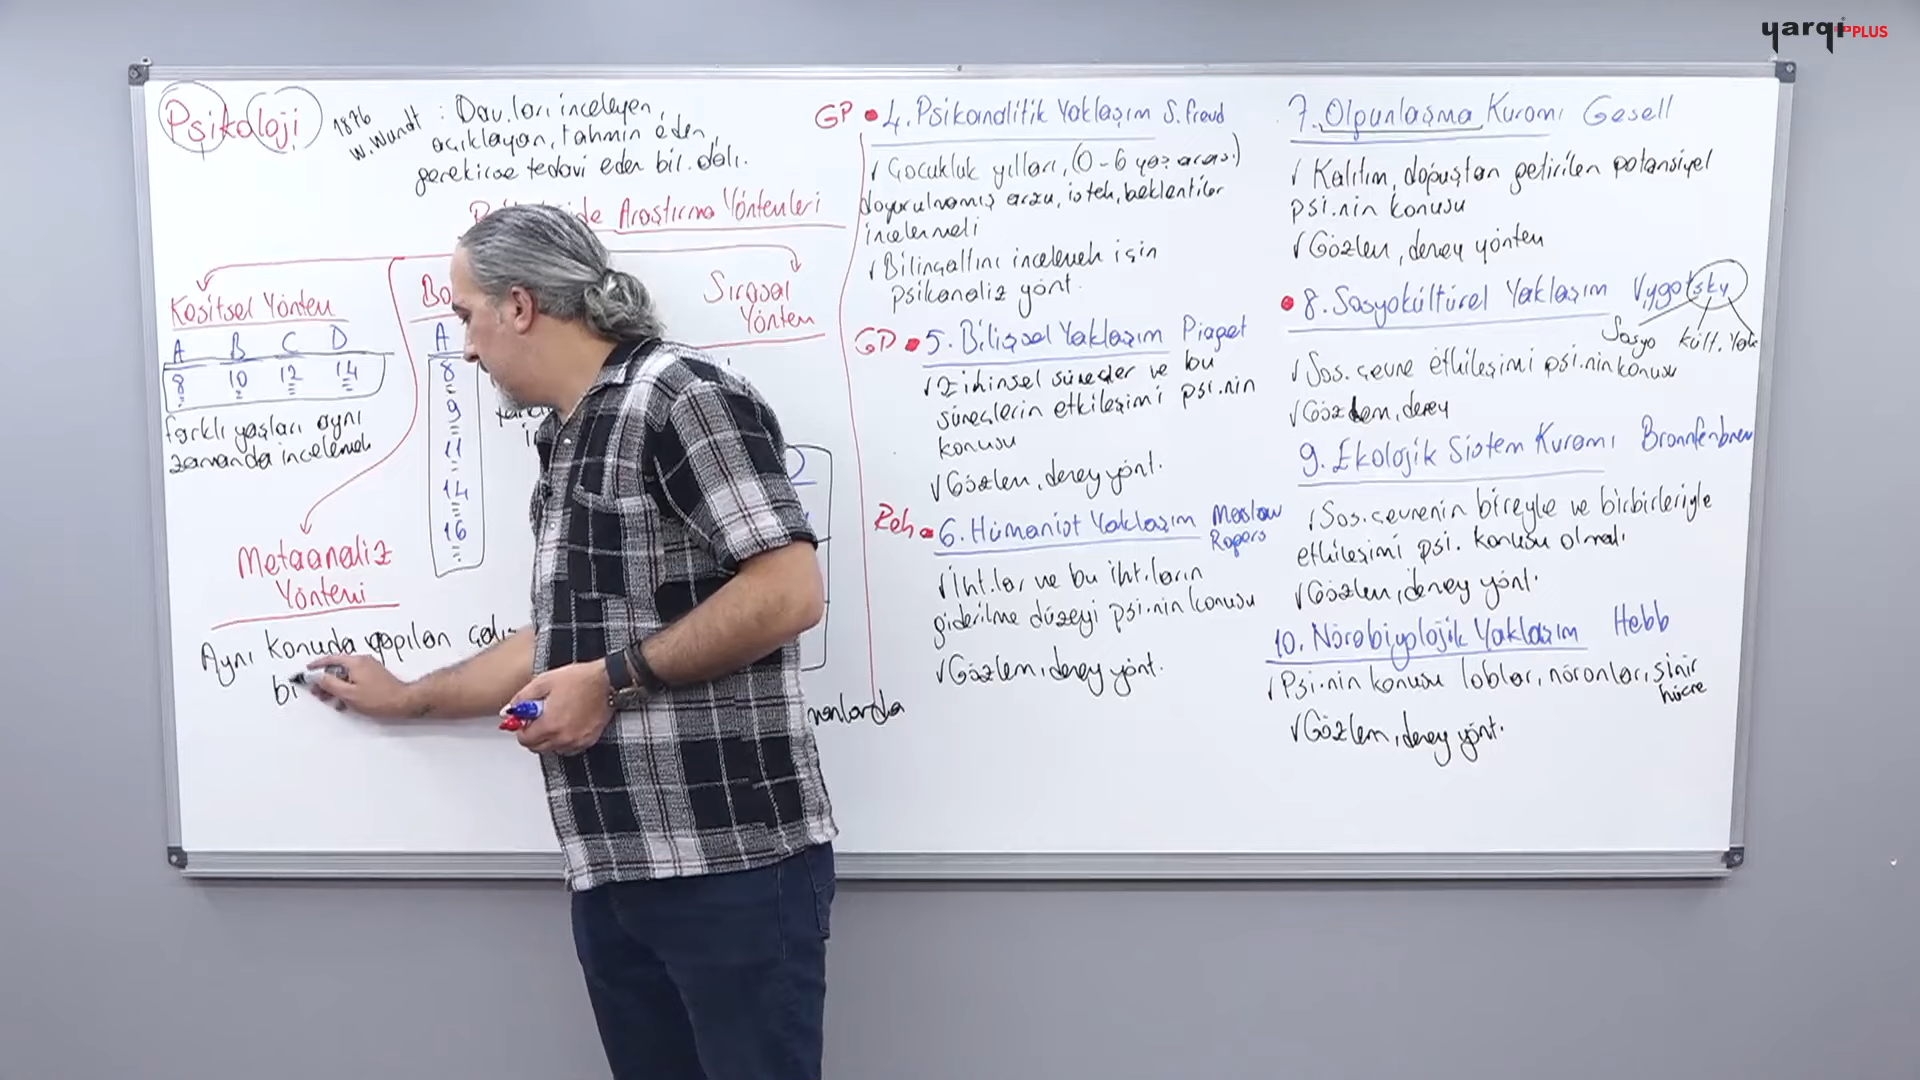 yarqi PLUS
Psikoloji
1876
W. Wundt
: Dav.ları inceleyen,
açıklayan, tahmin eden,
gerekirse tedavi eden bil. dalı.
Araştırma Yöntemleri
Kesitsel Yöntem
A B C D
8 10 12 14
farklı yaşları aynı
zamanda incelemek
Bo
A
8
9
11
14
16
Sırasal
Yöntem
Metaanaliz
Yöntemi
Aynı konuda yapılan çalış
bi
GP • 4. Psikanalitik Yaklaşım S. Freud
√ Çocukluk yılları, (0-6 yaş arası)
doyurulmamış arzu, istek, beklentiler
incelenmeli
√ Bilinçaltını incelemek için
psikanaliz yönt.
GP • 5. Bilişsel Yaklaşım Piaget
√ Zihinsel süreçler ve bu
süreçlerin etkileşimi psi.nin
konusu
√ Gözlem, deney yönt.
Reh • 6. Hümanist Yaklaşım Maslow
Rogers
√ İht.lar ve bu iht.ların
giderilme düzeyi psi.nin konusu
√ Gözlem, deney yönt.
7. Olgunlaşma Kuramı Gesell
√ Kalıtım, doğuştan getirilen potansiyel
psi.nin konusu
√ Gözlem, deney yöntem
• 8. Sosyokültürel Yaklaşım Vygotsky
Sosyo kült. Yak
√ Sos. çevre etkileşimi psi.nin konusu
√ Gözlem, deney
9. Ekolojik Sistem Kuramı Bronnfenbren
√ Sos. çevrenin bireyle ve birbirleriyle
etkileşimi psi. konusu olmalı
√ Gözlem, deney yönt.
10. Nörobiyolojik Yaklaşım Hebb
√ Psi.nin konusu loblar, nöronlar, sinir
hücre
√ Gözlem, deney yönt.